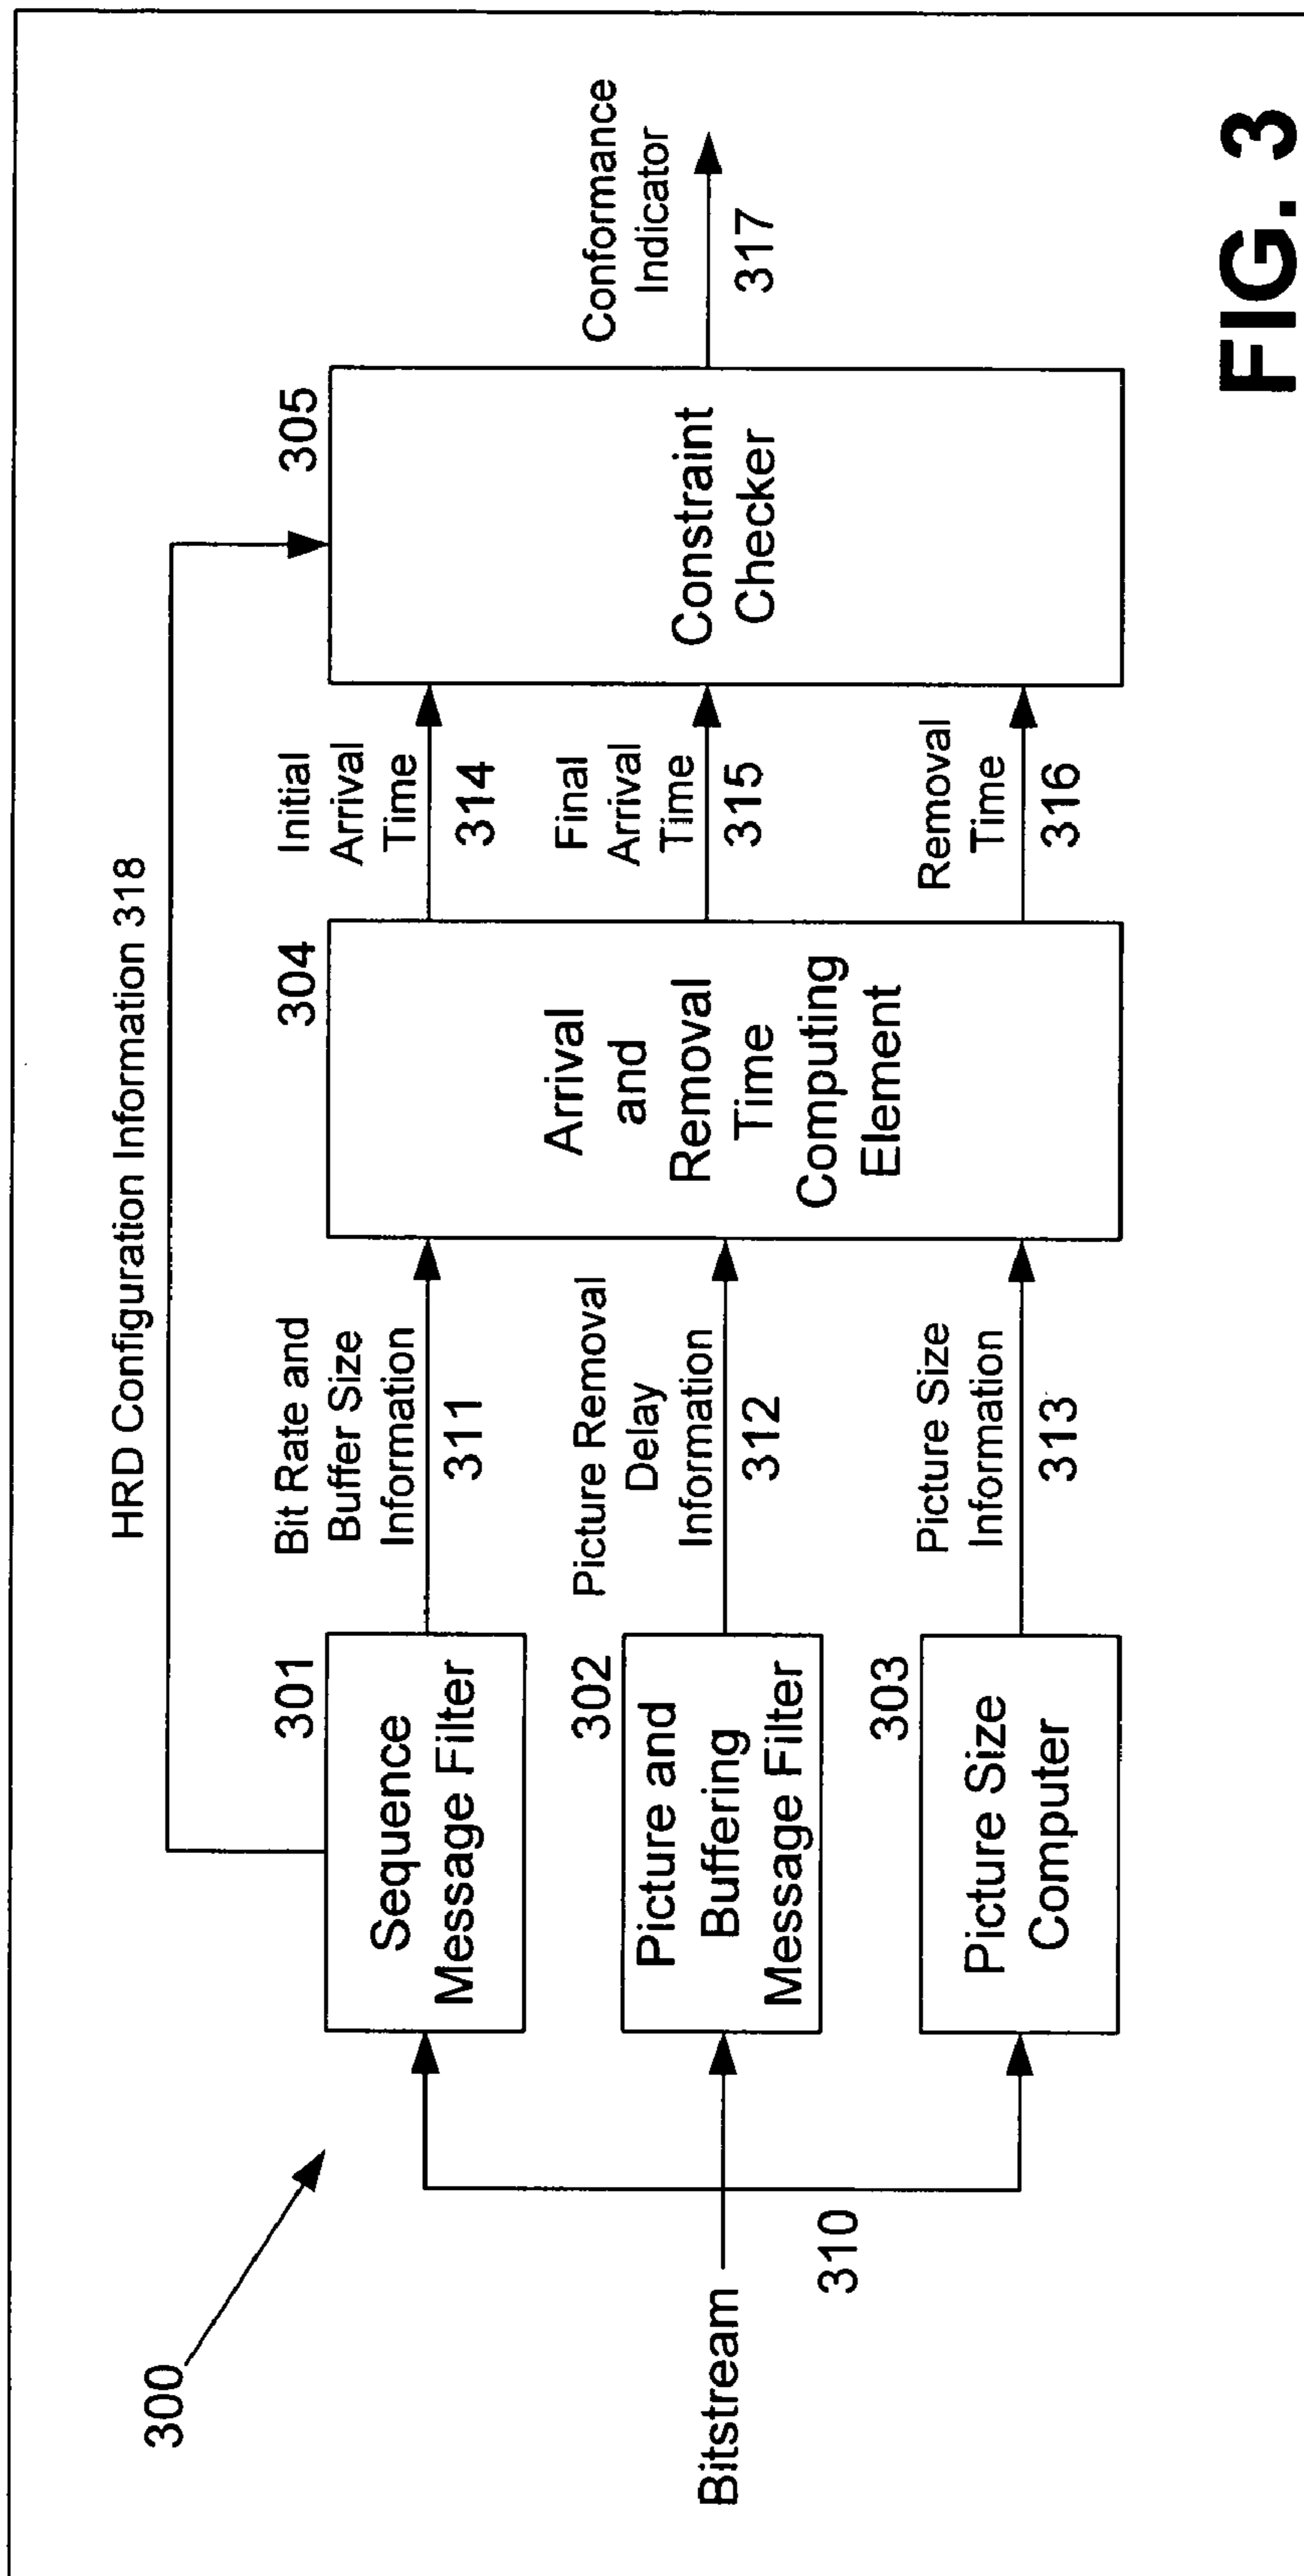 300
HRD Configuration Information 318
Bitstream
310
301
Sequence
Message Filter
302
Picture and
Buffering
Message Filter
303
Picture Size
Computer
Bit Rate and
Buffer Size
Information
311
Picture Removal
Delay
Information
312
Picture Size
Information
313
304
Arrival
and
Removal
Time
Computing
Element
Initial
Arrival
Time
314
Final
Arrival
Time
315
Removal
Time
316
305
Constraint
Checker
Conformance
Indicator
317
FIG. 3